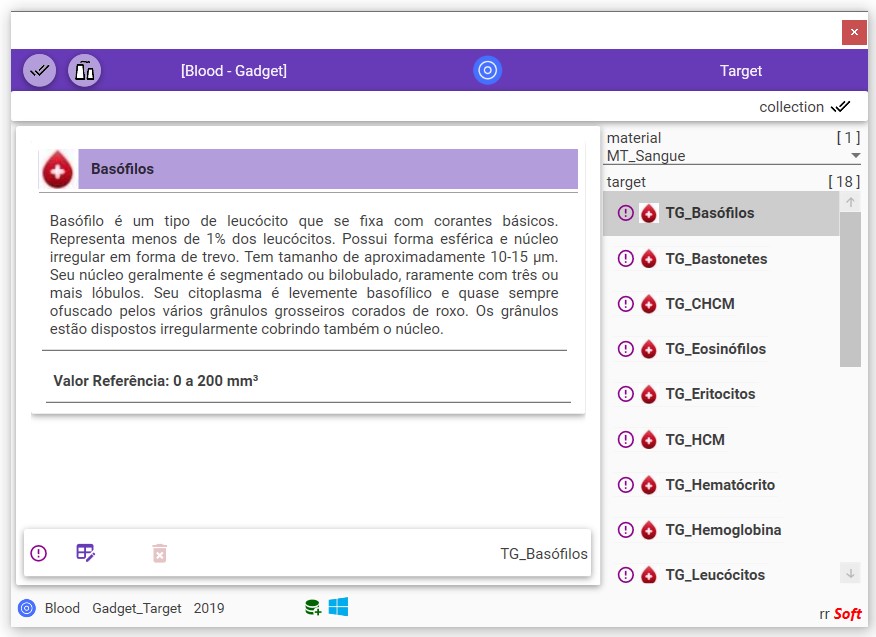 [Blood - Gadget]
Target
collection
material [ 1 ]
MT_Sangue
target [ 18 ]
Basófilos
Basófilo é um tipo de leucócito que se fixa com corantes básicos.
Representa menos de 1% dos leucócitos. Possui forma esférica e núcleo
irregular em forma de trevo. Tem tamanho de aproximadamente 10-15 µm.
Seu núcleo geralmente é segmentado ou bilobulado, raramente com três ou
mais lóbulos. Seu citoplasma é levemente basofílico e quase sempre
ofuscado pelos vários grânulos grosseiros corados de roxo. Os grânulos
estão dispostos irregularmente cobrindo também o núcleo.
Valor Referência: 0 a 200 mm³
TG_Basófilos
TG_Basófilos
TG_Bastonetes
TG_CHCM
TG_Eosinófilos
TG_Eritocitos
TG_HCM
TG_Hematócrito
TG_Hemoglobina
TG_Leucócitos
Blood Gadget_Target 2019
rr Soft